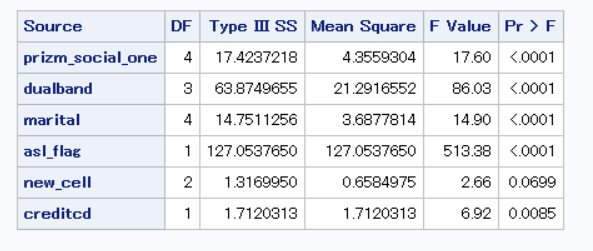 Source DF Type III SS Mean Square F Value Pr > F
prizm_social_one 4 17.4237218 4.3559304 17.60 <.0001
dualband 3 63.8749655 21.2916552 86.03 <.0001
marital 4 14.7511256 3.6877814 14.90 <.0001
asl_flag 1 127.0537650 127.0537650 513.38 <.0001
new_cell 2 1.3169950 0.6584975 2.66 0.0699
creditcd 1 1.7120313 1.7120313 6.92 0.0085